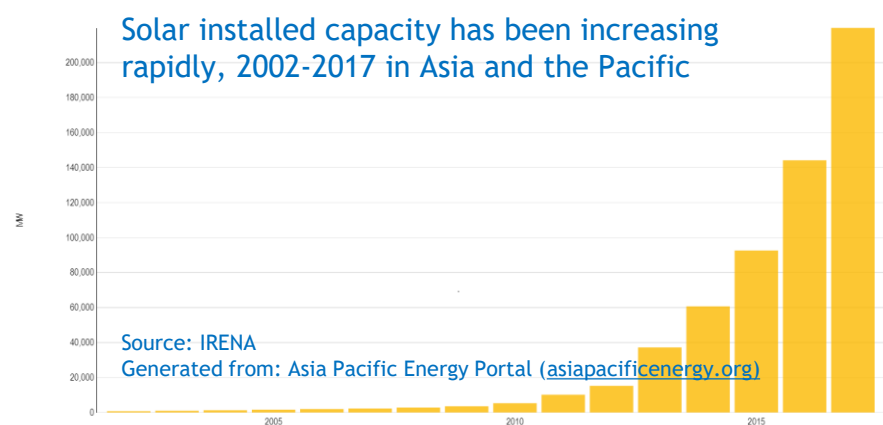 Solar installed capacity has been increasing
rapidly, 2002-2017 in Asia and the Pacific
200,000
180,000
160,000
140,000
120,000
MW
100,000
80,000
60,000
40,000
20,000
0
Source: IRENA
Generated from: Asia Pacific Energy Portal (asiapacificenergy.org)
2005
2010
2015